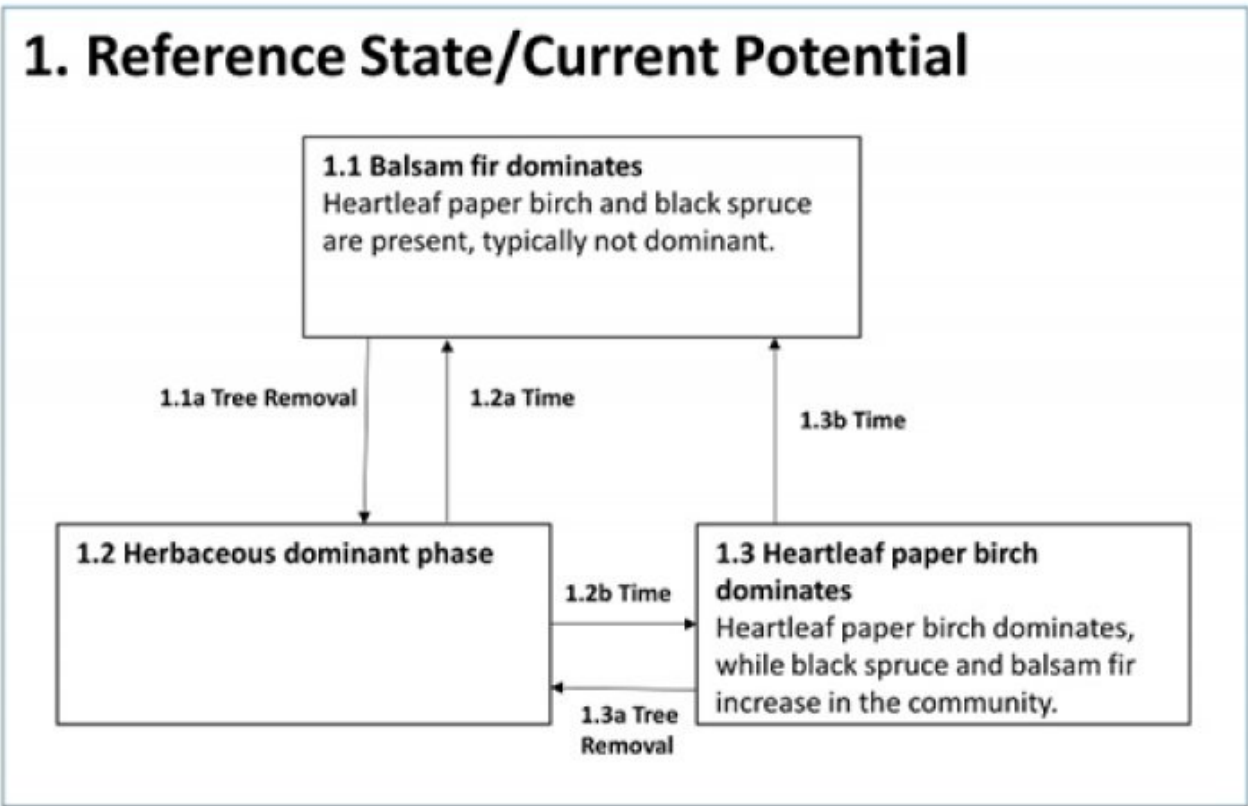 1. Reference State/Current Potential
1.1 Balsam fir dominates
Heartleaf paper birch and black spruce
are present, typically not dominant.
1.1a Tree Removal
1.2a Time
1.3b Time
1.2 Herbaceous dominant phase
1.2b Time
1.3a Tree
Removal
1.3 Heartleaf paper birch
dominates
Heartleaf paper birch dominates,
while black spruce and balsam fir
increase in the community.